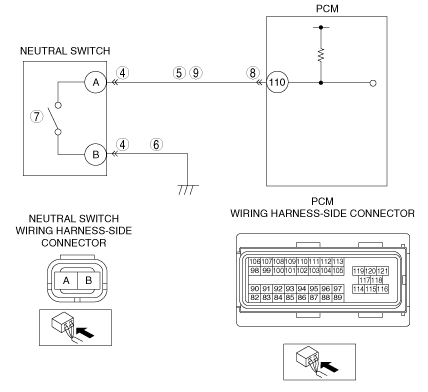 PCM
NEUTRAL SWITCH
A
4
5 9
8
110
7
B
4
6
NEUTRAL SWITCH
WIRING HARNESS-SIDE
CONNECTOR
A B
PCM
WIRING HARNESS-SIDE CONNECTOR
106 107 108 109 110 111 112 113
98 99 100 101 102 103 104 105
119 120 121
117 118
90 91 92 93 94 95 96 97
114 115 116
82 83 84 85 86 87 88 89